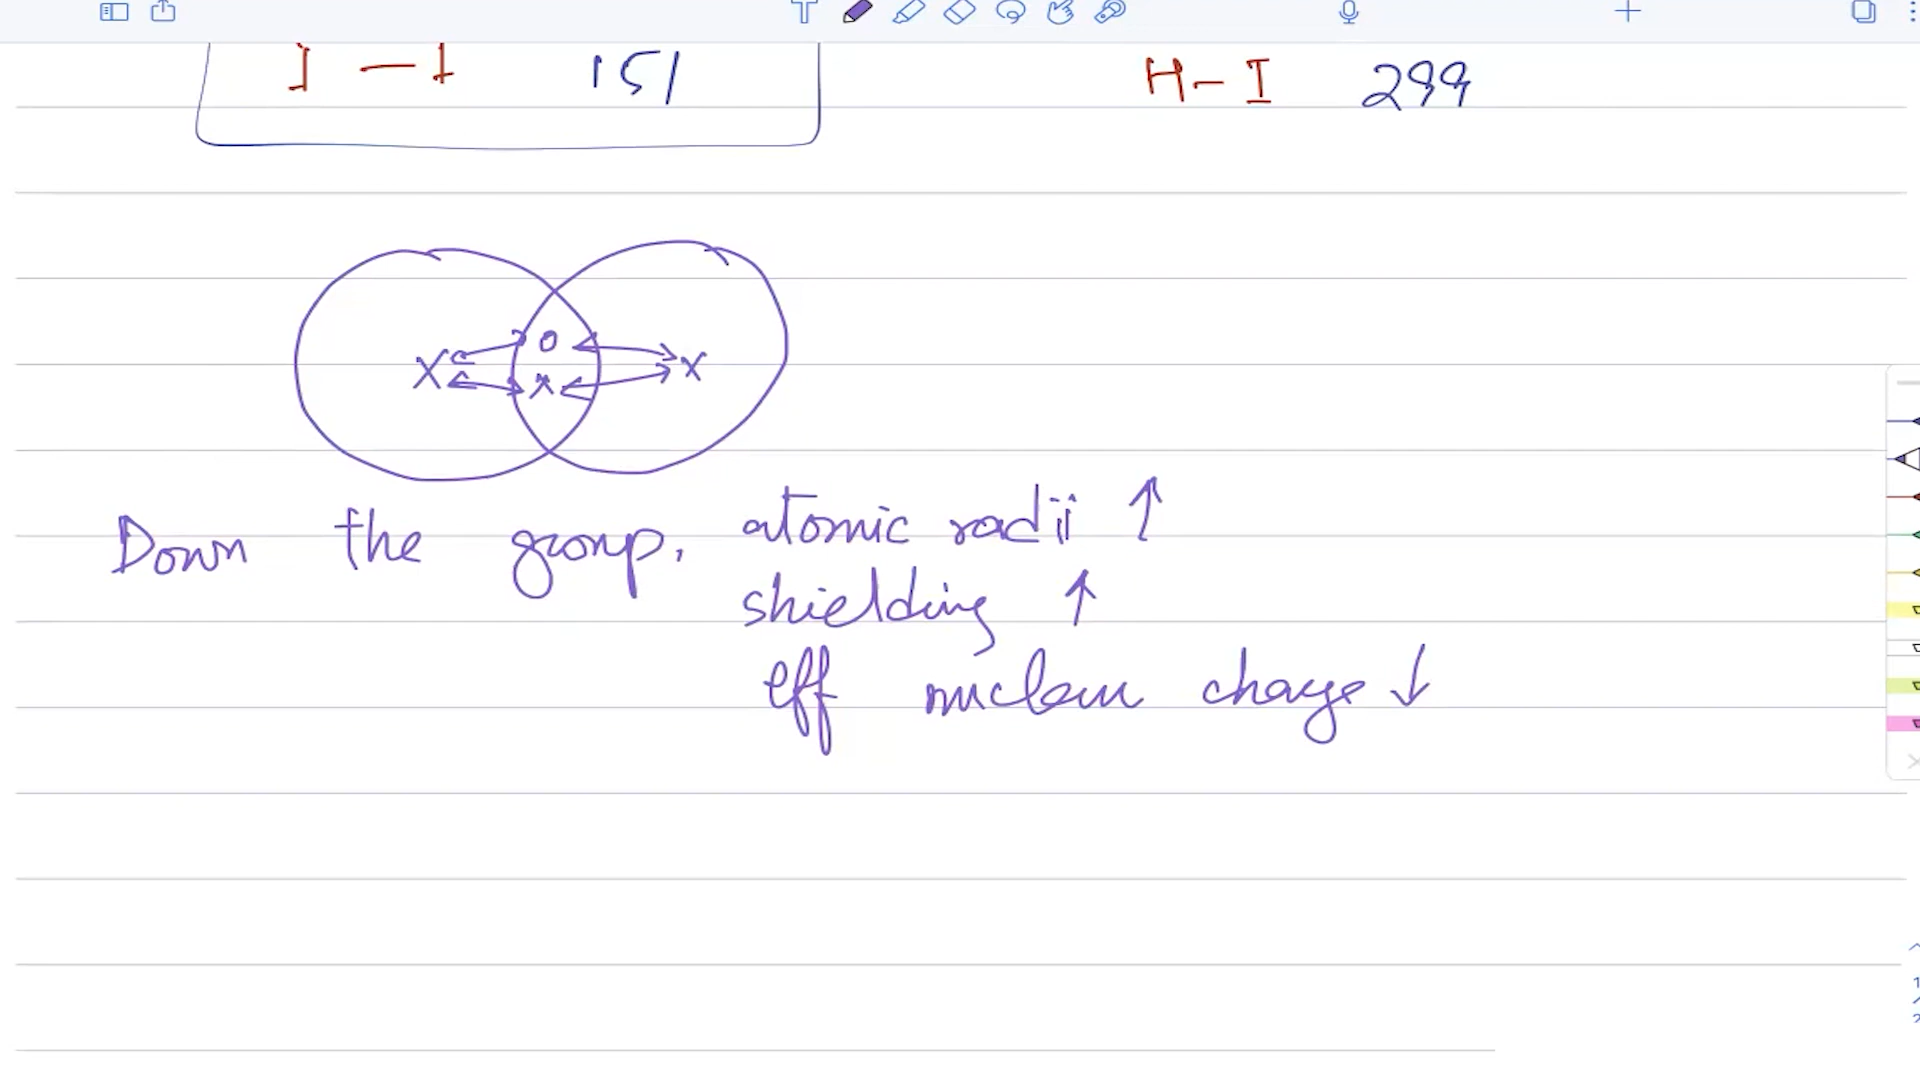 I - I 151
H - I 299
X O X
X
Down the group, atomic radii ↑
shielding ↑
eff nuclear charge ↓